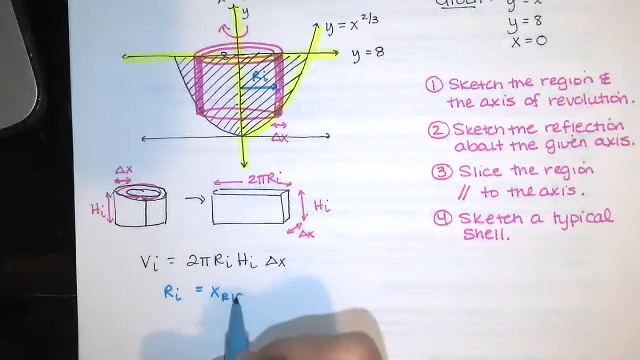 y
y = x^2/3
y = 8
y = 8
x = 0
8
Ri
Δx
① Sketch the region &
the axis of revolution.
② Sketch the reflection
about the given axis.
③ Slice the region
// to the axis.
④ Sketch a typical
shell.
Δx
2πRi
Hi
Hi
Δx
Vi = 2πRi Hi Δx
Ri = x